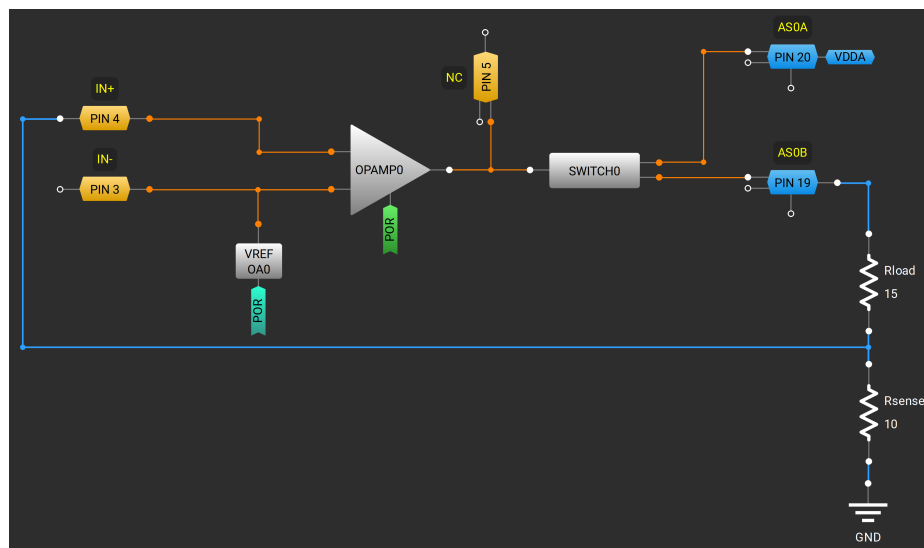 AS0A
PIN 20
VDDA
NC
PIN 5
IN+
PIN 4
IN-
PIN 3
OPAMP0
POR
SWITCH0
AS0B
PIN 19
VREF
OA0
POR
Rload
15
Rsense
10
GND